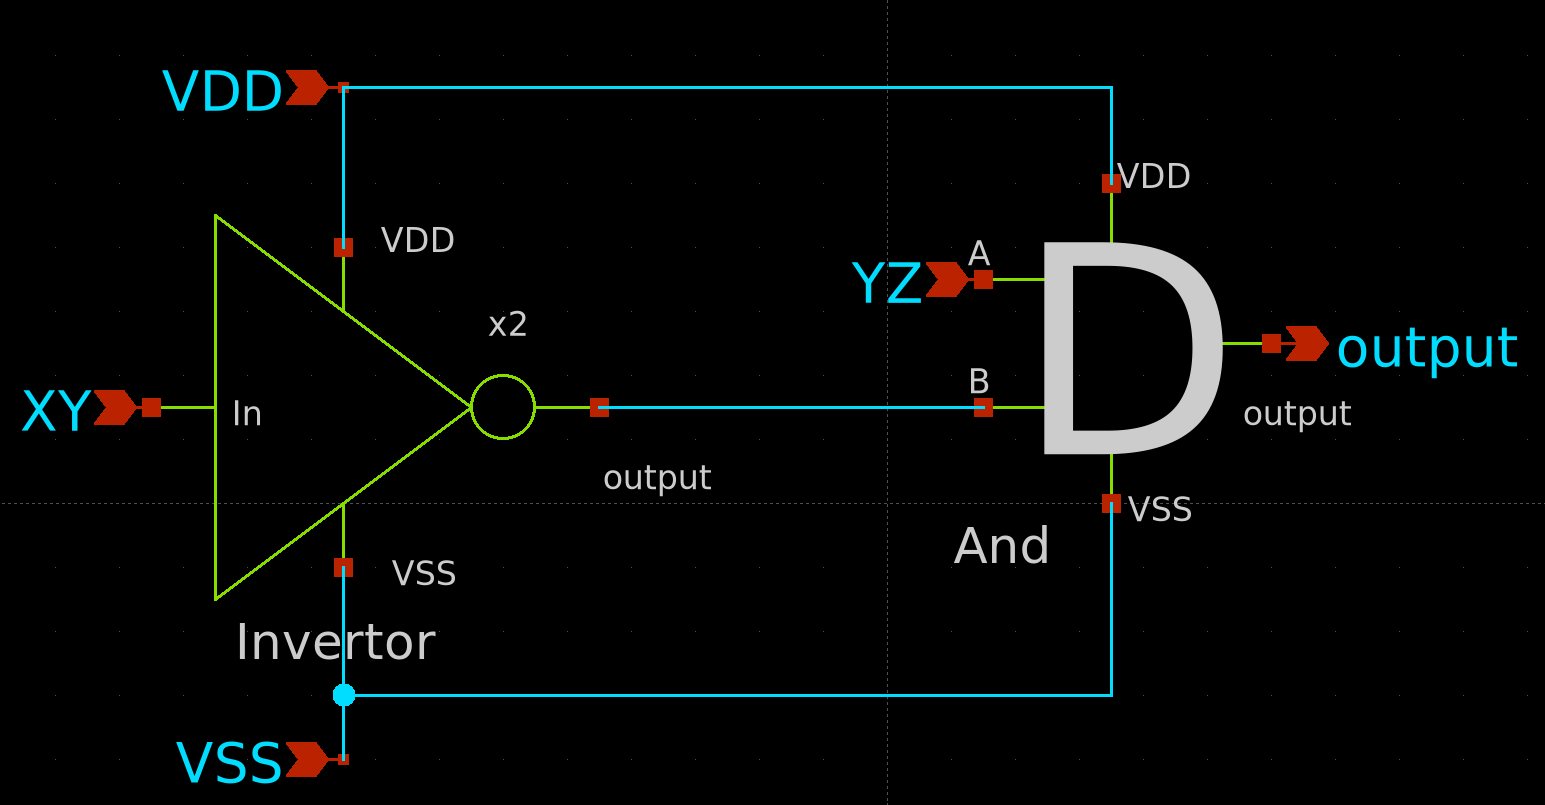 VDD
VDD
VDD
x2
A
YZ
B
XY
In
output
output
output
VSS
VSS
And
Invertor
VSS